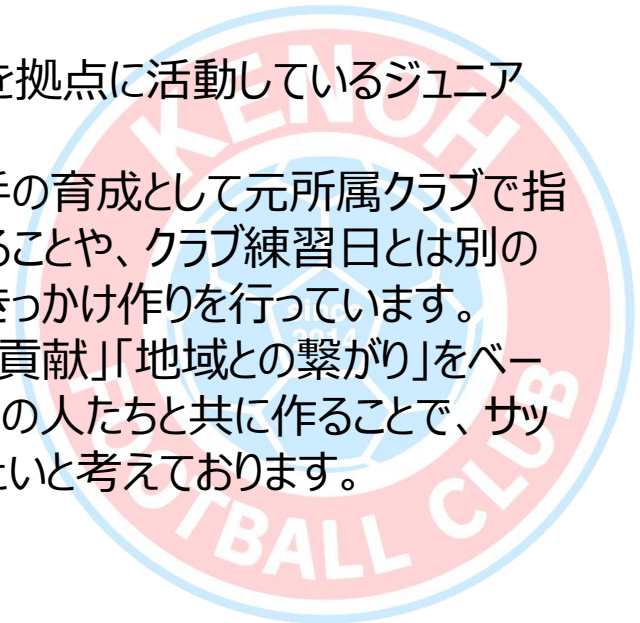 を拠点に活動しているジュニア
手の育成として元所属クラブで指
ることや、クラブ練習日とは別の
きっかけ作りを行っています。
貢献」「地域との繋がり」をベー
の人たちと共に作ることで、サッ
たいと考えております。
KENOH
since
2014
FOOTBALL CLUB